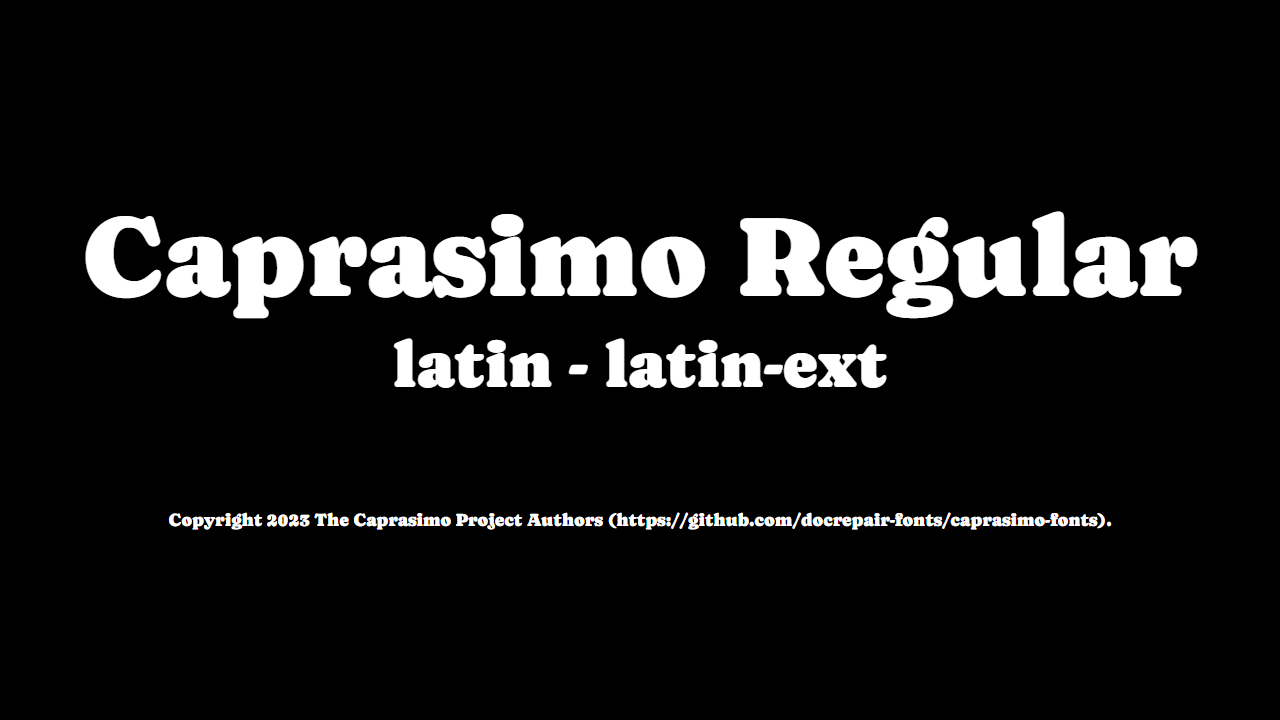 Caprasimo Regular
latin - latin-ext
Copyright 2023 The Caprasimo Project Authors (https://github.com/docrepair-fonts/caprasimo-fonts).